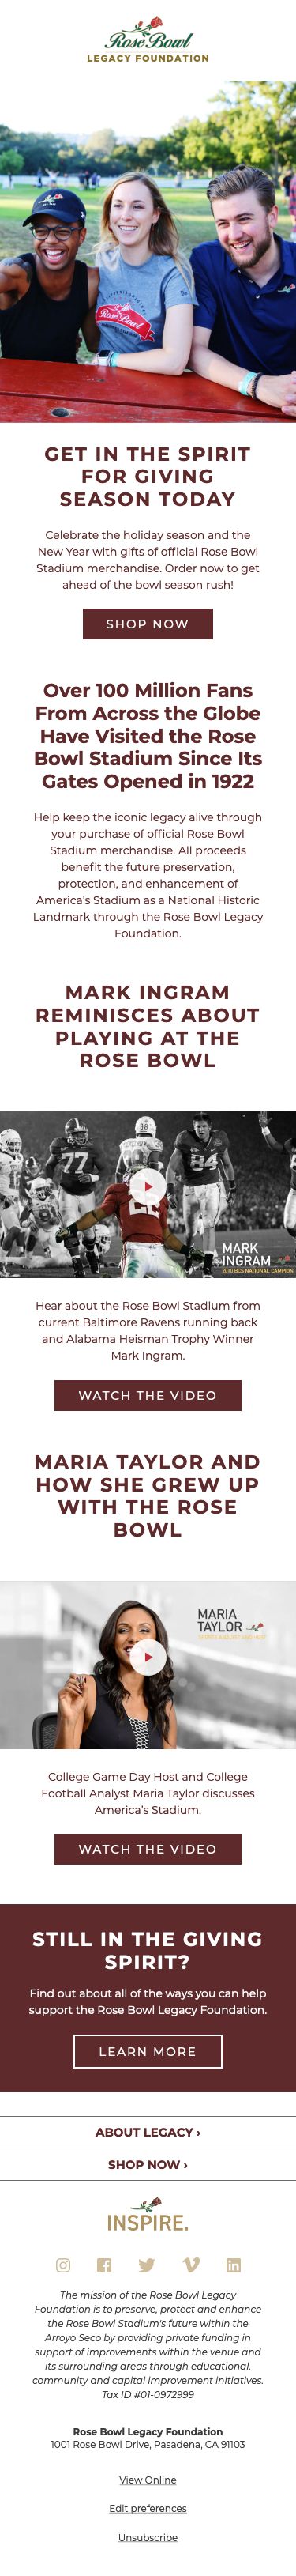 Rose Bowl
LEGACY FOUNDATION
Rose Bowl
GET IN THE SPIRIT
FOR GIVING
SEASON TODAY
Celebrate the holiday season and the
New Year with gifts of official Rose Bowl
Stadium merchandise. Order now to get
ahead of the bowl season rush!
SHOP NOW
Over 100 Million Fans
From Across the Globe
Have Visited the Rose
Bowl Stadium Since Its
Gates Opened in 1922
Help keep the iconic legacy alive through
your purchase of official Rose Bowl
Stadium merchandise. All proceeds
benefit the future preservation,
protection, and enhancement of
America's Stadium as a National Historic
Landmark through the Rose Bowl Legacy
Foundation.
MARK INGRAM
REMINISCES ABOUT
PLAYING AT THE
ROSE BOWL
38
77
84
22
MARK
INGRAM
2010 BCS NATIONAL CAMPION
Hear about the Rose Bowl Stadium from
current Baltimore Ravens running back
and Alabama Heisman Trophy Winner
Mark Ingram.
WATCH THE VIDEO
MARIA TAYLOR AND
HOW SHE GREW UP
WITH THE ROSE
BOWL
MARIA
TAYLOR
College Game Day Host and College
Football Analyst Maria Taylor discusses
America's Stadium.
WATCH THE VIDEO
STILL IN THE GIVING
SPIRIT?
Find out about all of the ways you can help
support the Rose Bowl Legacy Foundation.
LEARN MORE
ABOUT LEGACY ›
SHOP NOW ›
INSPIRE.
The mission of the Rose Bowl Legacy
Foundation is to preserve, protect and enhance
the Rose Bowl Stadium's future within the
Arroyo Seco by providing private funding in
support of improvements within the venue and
its surrounding areas through educational,
community and capital improvement initiatives.
Tax ID #01-0972999
Rose Bowl Legacy Foundation
1001 Rose Bowl Drive, Pasadena, CA 91103
View Online
Edit preferences
Unsubscribe